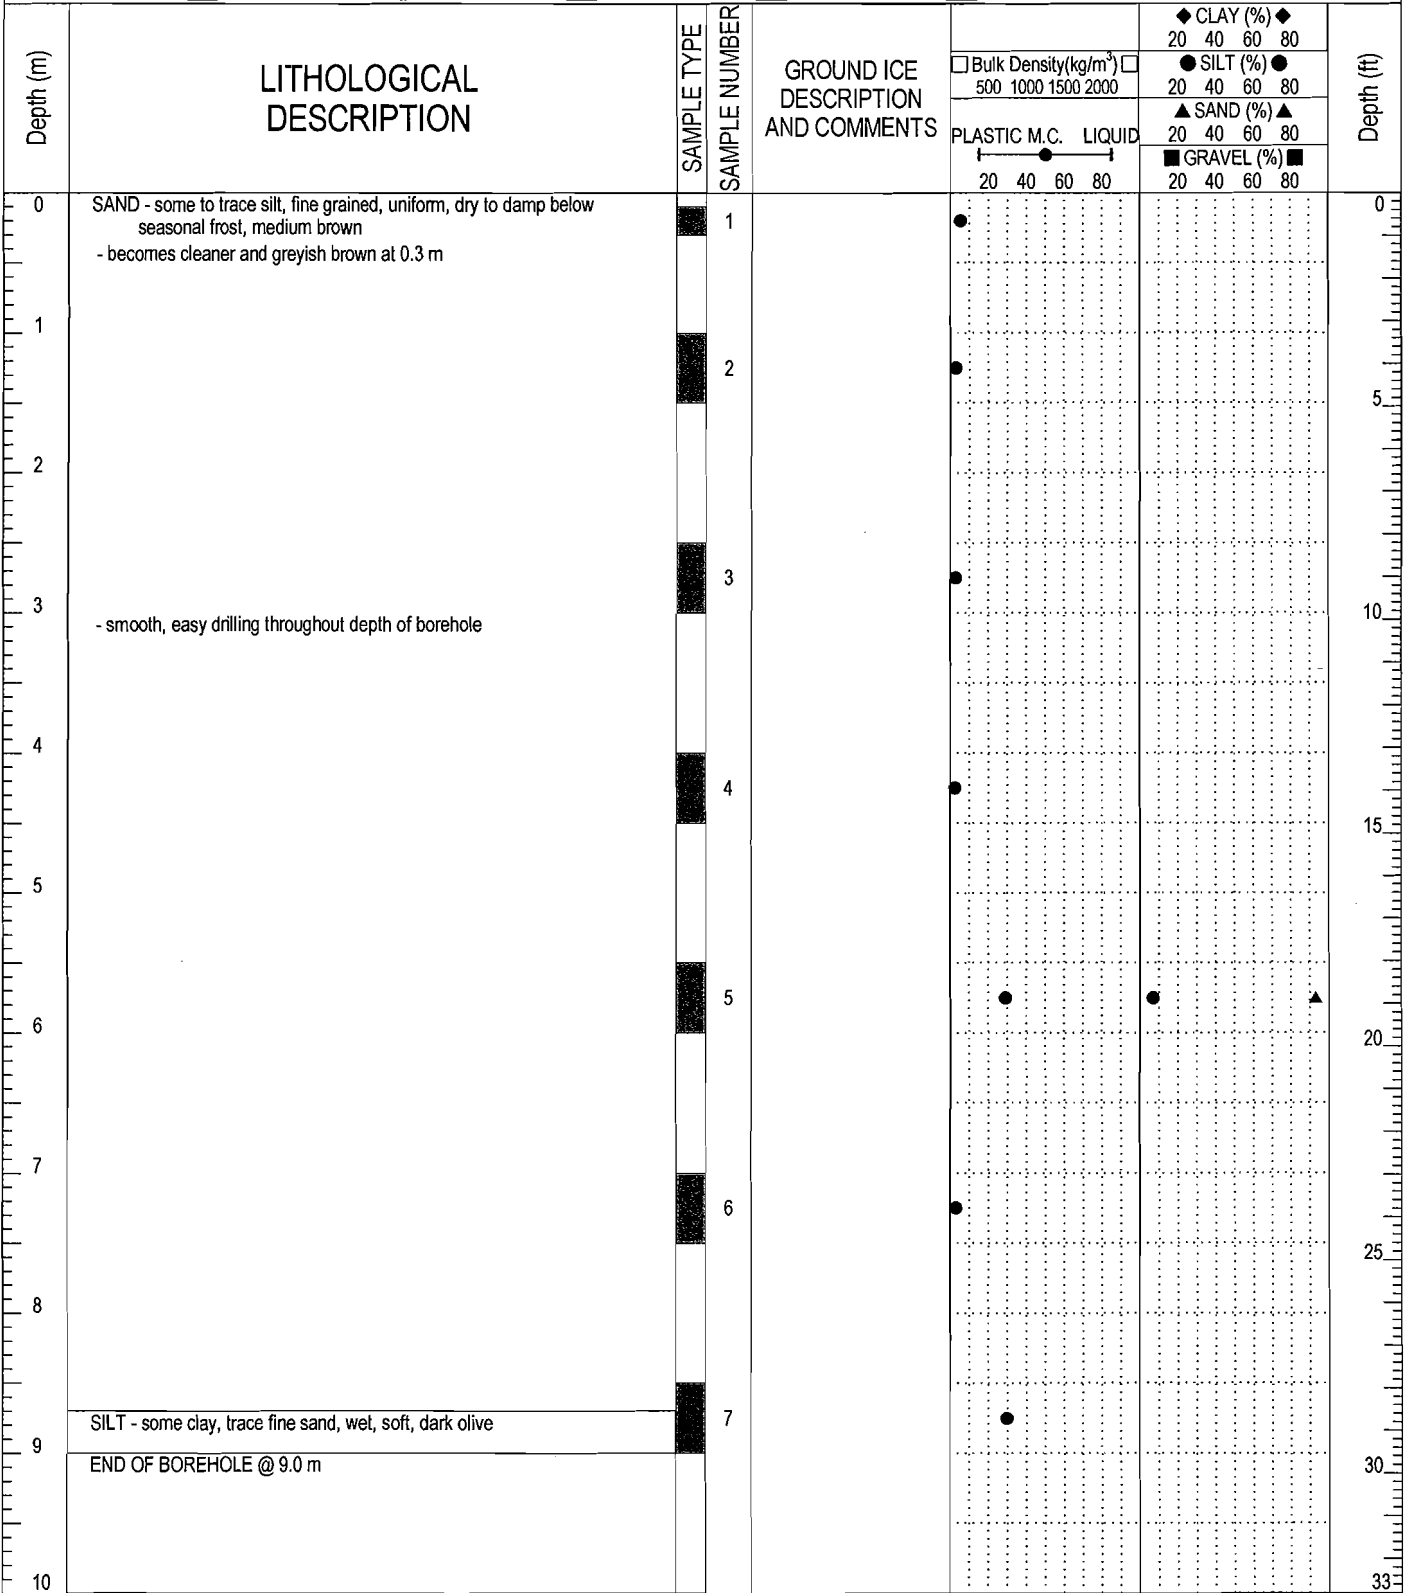 Depth (m)
LITHOLOGICAL
DESCRIPTION
SAMPLE TYPE
SAMPLE NUMBER
GROUND ICE
DESCRIPTION
AND COMMENTS
□ Bulk Density(kg/m³) □
500 1000 1500 2000
PLASTIC M.C. LIQUID
20 40 60 80
◆ CLAY (%) ◆
20 40 60 80
● SILT (%) ●
20 40 60 80
▲ SAND (%) ▲
20 40 60 80
■ GRAVEL (%) ■
20 40 60 80
Depth (ft)
0
SAND - some to trace silt, fine grained, uniform, dry to damp below
seasonal frost, medium brown
- becomes cleaner and greyish brown at 0.3 m
1
0
1
2
5
2
3
3
- smooth, easy drilling throughout depth of borehole
10
4
4
15
5
5
6
20
7
6
25
8
7
SILT - some clay, trace fine sand, wet, soft, dark olive
9
END OF BOREHOLE @ 9.0 m
30
10
33